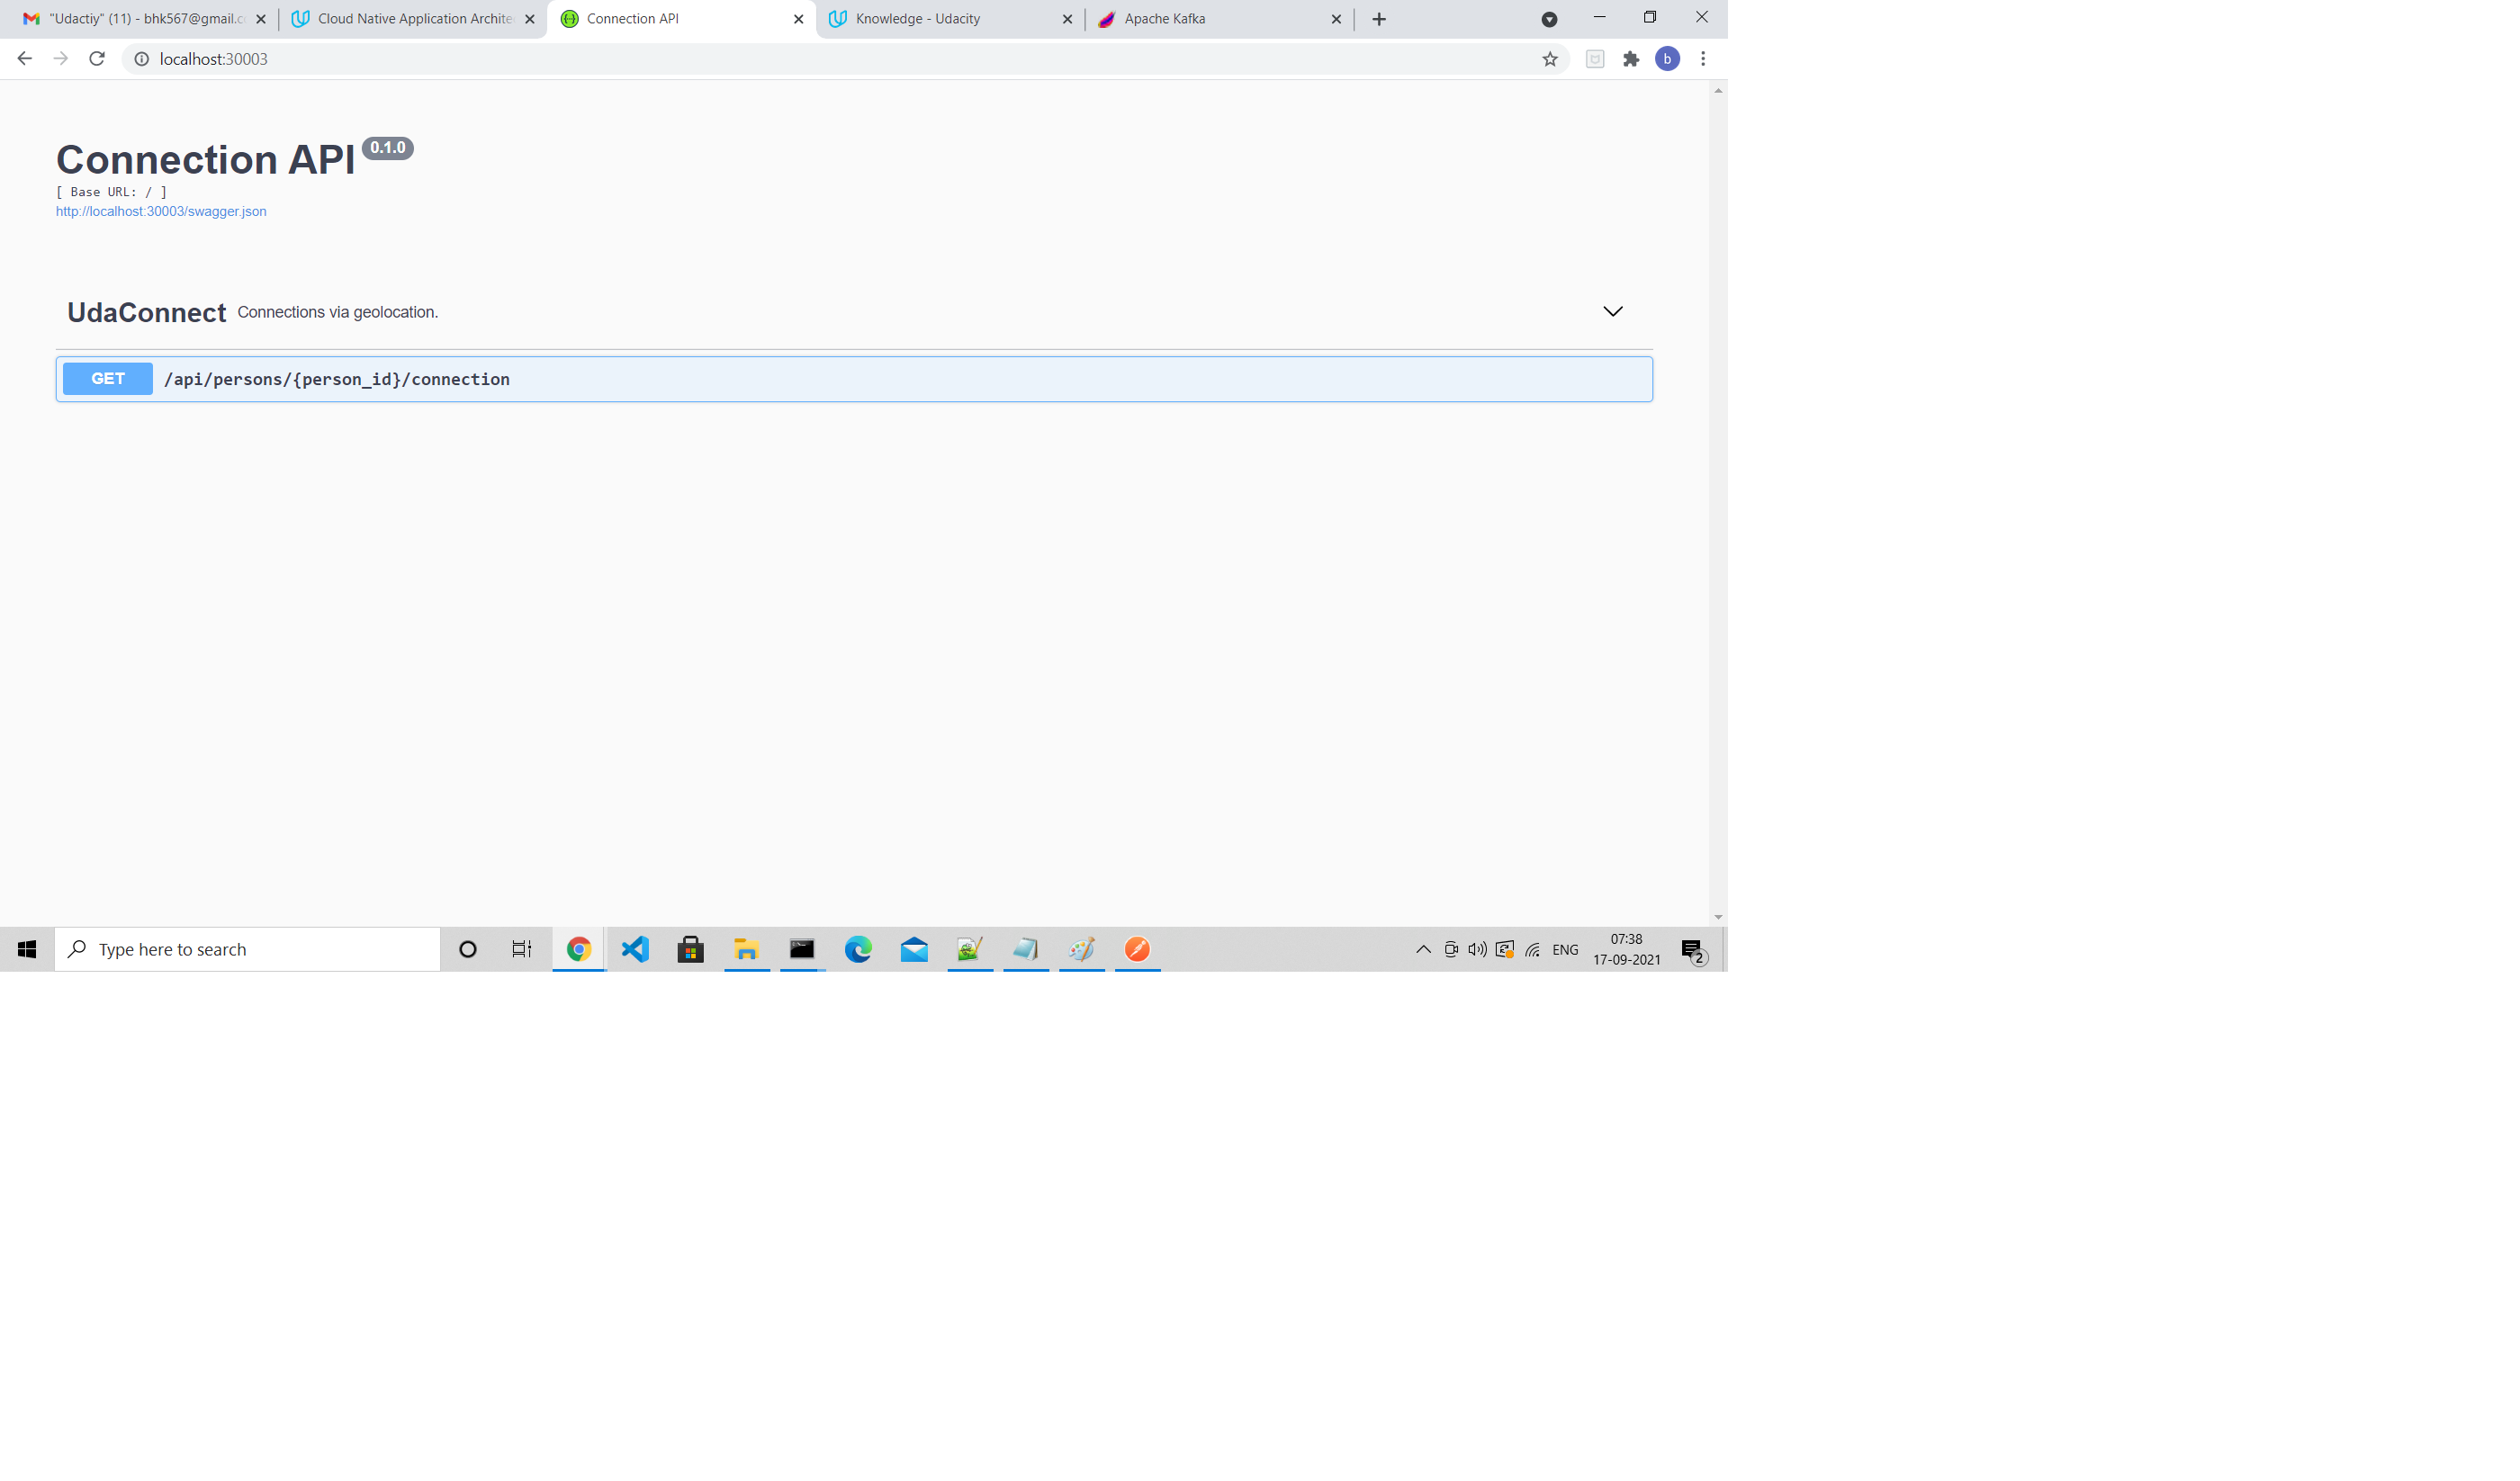 "Udactiy" (11) - bhk567@gmail.c
Cloud Native Application Archite
Connection API
Knowledge - Udacity
Apache Kafka
localhost:30003
b
Connection API 0.1.0
[ Base URL: / ]
http://localhost:30003/swagger.json
UdaConnect Connections via geolocation.
GET /api/persons/{person_id}/connection
Type here to search
ENG
07:38
17-09-2021
2